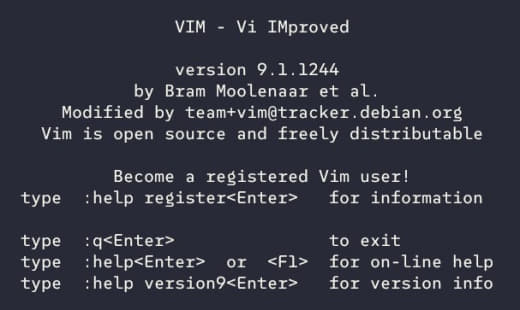 VIM - Vi IMproved
version 9.1.1244
by Bram Moolenaar et al.
Modified by team+vim@tracker.debian.org
Vim is open source and freely distributable
Become a registered Vim user!
type  :help register<Enter>   for information
type  :q<Enter>               to exit
type  :help<Enter>  or  <F1>  for on-line help
type  :help version9<Enter>   for version info